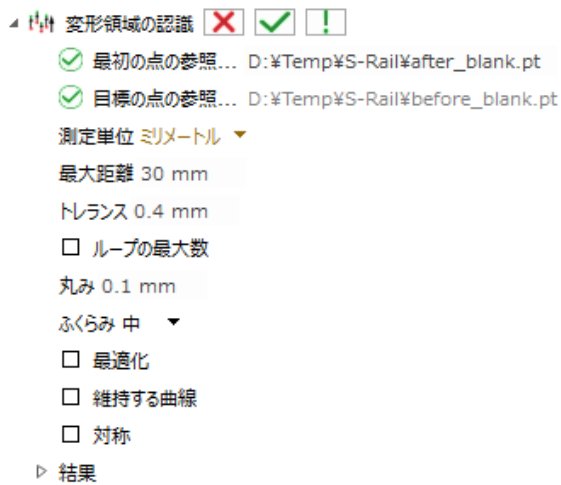 変形領域の認識
最初の点の参照... D:¥Temp¥S-Rail¥after_blank.pt
目標の点の参照... D:¥Temp¥S-Rail¥before_blank.pt
測定単位 ミリメートル
最大距離 30 mm
トレランス 0.4 mm
ループの最大数
丸み 0.1 mm
ふくらみ 中
最適化
維持する曲線
対称
結果